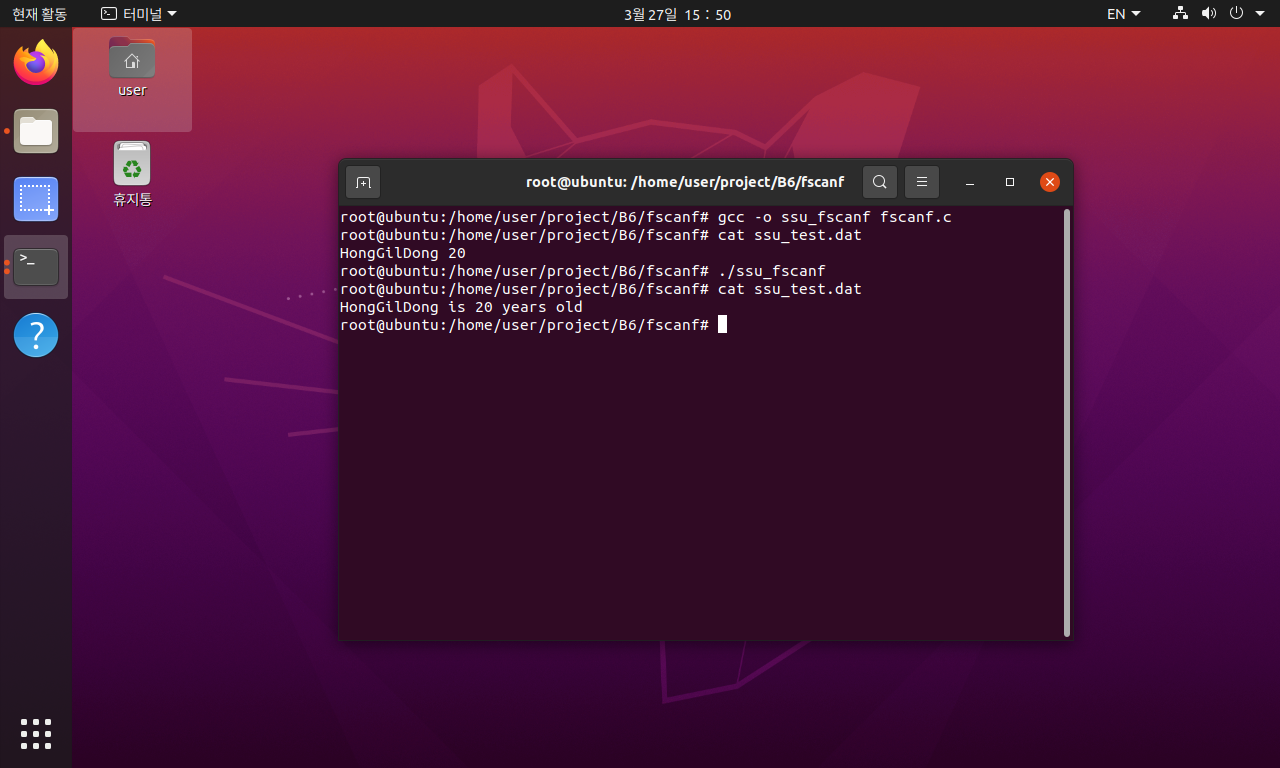 현재 활동
터미널
3월 27일 15 : 50
EN
user
휴지통
root@ubuntu: /home/user/project/B6/fscanf
root@ubuntu:/home/user/project/B6/fscanf# gcc -o ssu_fscanf fscanf.c
root@ubuntu:/home/user/project/B6/fscanf# cat ssu_test.dat
HongGilDong 20
root@ubuntu:/home/user/project/B6/fscanf# ./ssu_fscanf
root@ubuntu:/home/user/project/B6/fscanf# cat ssu_test.dat
HongGilDong is 20 years old
root@ubuntu:/home/user/project/B6/fscanf#